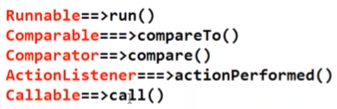 Runnable==>run()
Comparable===>compareTo()
Comparator==>compare()
ActionListener===>actionPerformed()
Callable==>call()